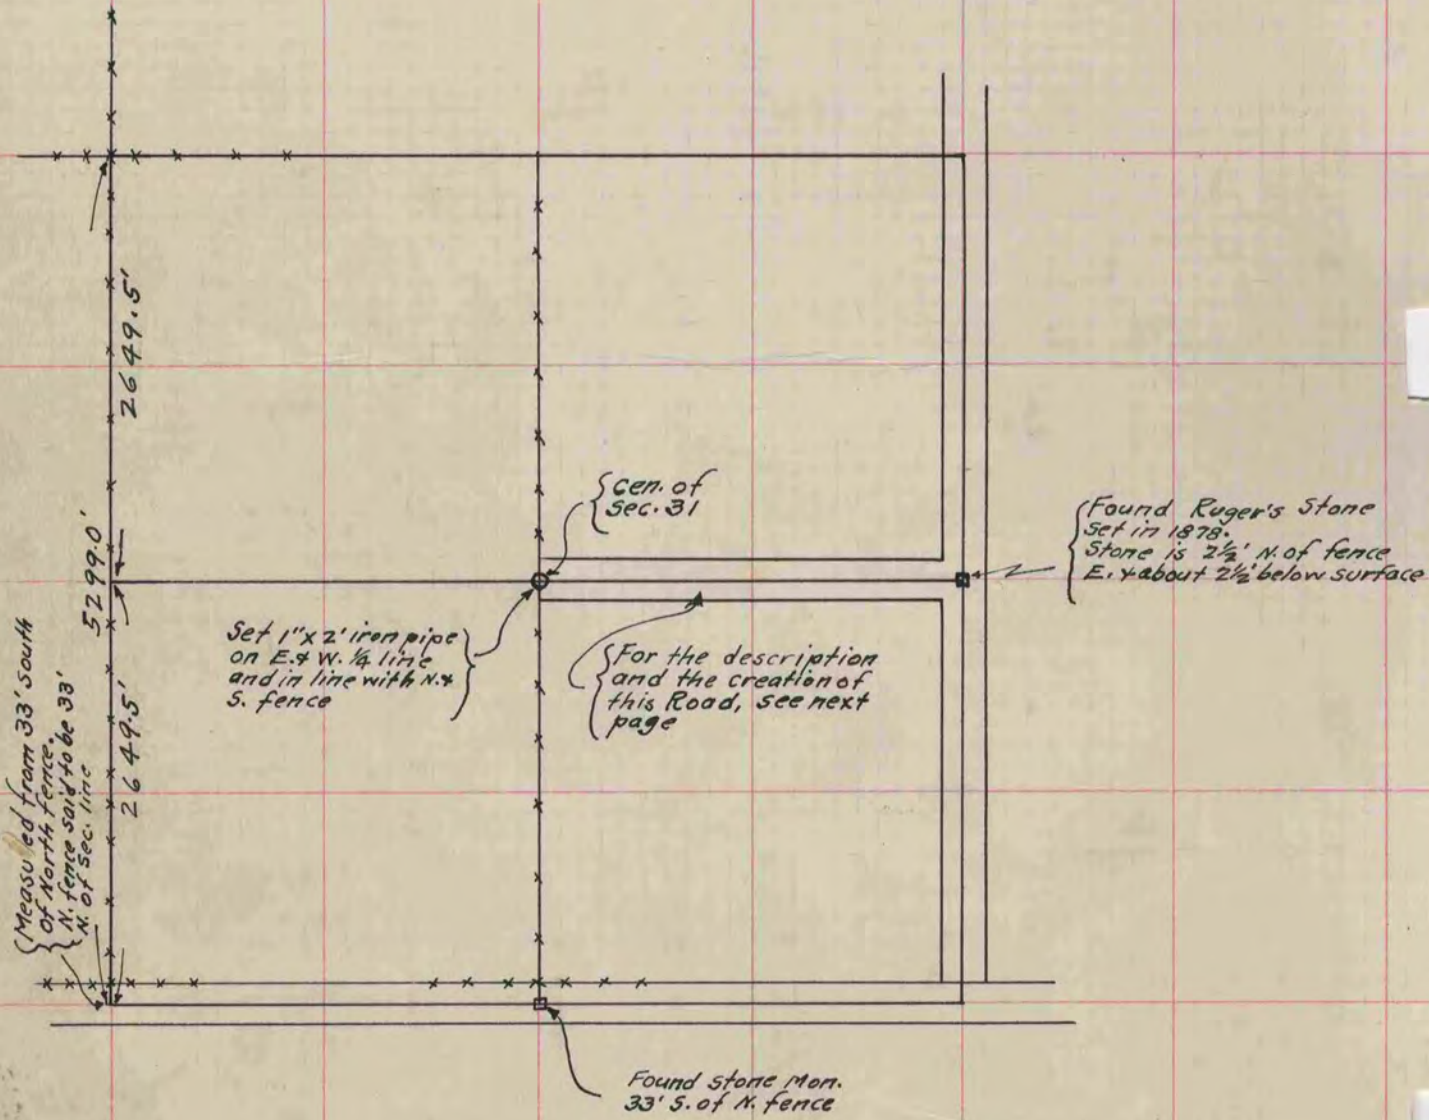 2649.5'
5299.0'
2649.5'
Measured from 33' South
of North fence.
N. fence said to be 33'
N. of Sec. line
Cen. of
Sec. 31
Found Ruger's Stone
set in 1878.
Stone is 2½' N. of fence
E. & about 2½' below surface
Set 1" x 2' iron pipe
on E. & W. ¼ line
and in line with N. &
S. fence
For the description
and the creation of
this Road, see next
page
Found stone mon.
33' S. of N. fence